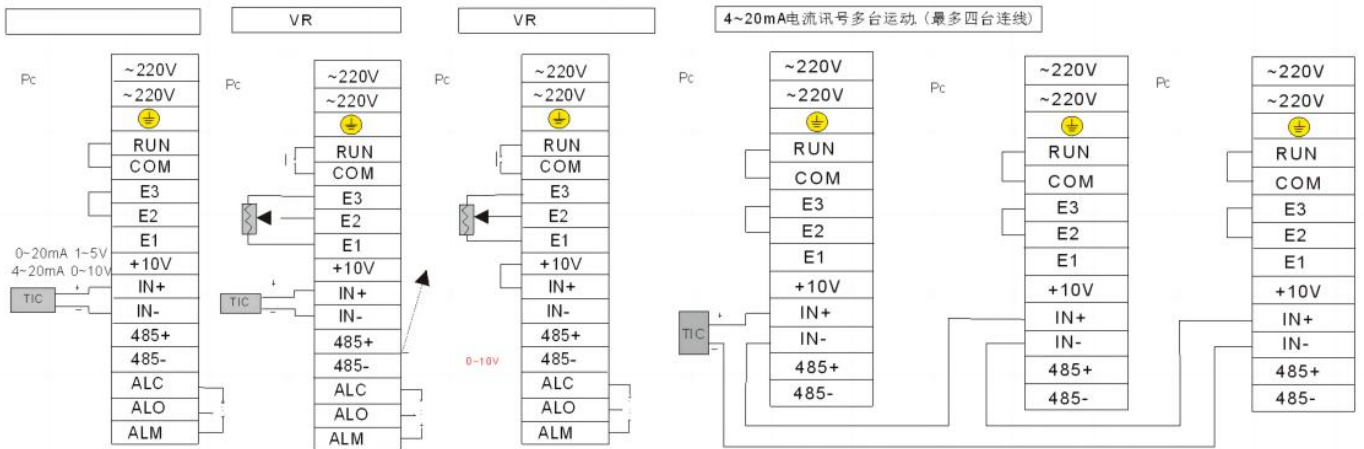 VR
VR
4~20mA电流讯号多台运动 (最多四台连线)
Pc
~220V
~220V
RUN
COM
E3
E2
E1
+10V
IN+
IN-
485+
485-
ALC
ALO
ALM
0~20mA 1~5V
4~20mA 0~10V
TIC
+
−
Pc
~220V
~220V
RUN
COM
E3
E2
E1
+10V
IN+
IN-
485+
485-
ALC
ALO
ALM
TIC
+
−
Pc
~220V
~220V
RUN
COM
E3
E2
E1
+10V
IN+
IN-
485+
485-
ALC
ALO
ALM
0~10V
Pc
~220V
~220V
RUN
COM
E3
E2
E1
+10V
IN+
IN-
485+
485-
TIC
+
−
Pc
~220V
~220V
RUN
COM
E3
E2
E1
+10V
IN+
IN-
485+
485-
Pc
~220V
~220V
RUN
COM
E3
E2
E1
+10V
IN+
IN-
485+
485-